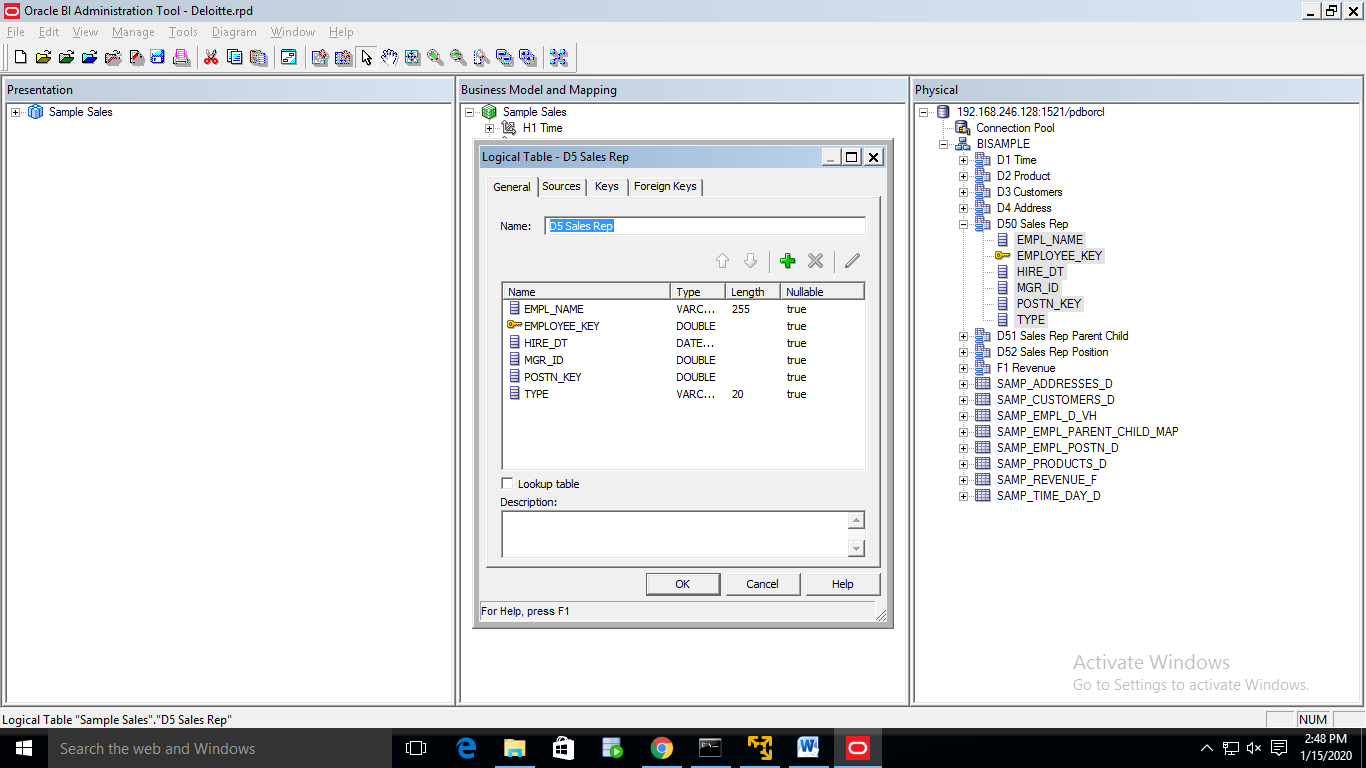 Oracle BI Administration Tool - Deloitte.rpd
File Edit View Manage Tools Diagram Window Help
Presentation
Sample Sales
Business Model and Mapping
Sample Sales
H1 Time
Logical Table - D5 Sales Rep
General Sources Keys Foreign Keys
Name: D5 Sales Rep
Name Type Length Nullable
EMPL_NAME VARC... 255 true
EMPLOYEE_KEY DOUBLE true
HIRE_DT DATE... true
MGR_ID DOUBLE true
POSTN_KEY DOUBLE true
TYPE VARC... 20 true
Lookup table
Description:
OK Cancel Help
For Help, press F1
Physical
192.168.246.128:1521/pdborcl
Connection Pool
BISAMPLE
D1 Time
D2 Product
D3 Customers
D4 Address
D50 Sales Rep
EMPL_NAME
EMPLOYEE_KEY
HIRE_DT
MGR_ID
POSTN_KEY
TYPE
D51 Sales Rep Parent Child
D52 Sales Rep Position
F1 Revenue
SAMP_ADDRESSES_D
SAMP_CUSTOMERS_D
SAMP_EMPL_D_VH
SAMP_EMPL_PARENT_CHILD_MAP
SAMP_EMPL_POSTN_D
SAMP_PRODUCTS_D
SAMP_REVENUE_F
SAMP_TIME_DAY_D
Activate Windows
Go to Settings to activate Windows.
Logical Table "Sample Sales"."D5 Sales Rep"
NUM
Search the web and Windows
2:48 PM
1/15/2020